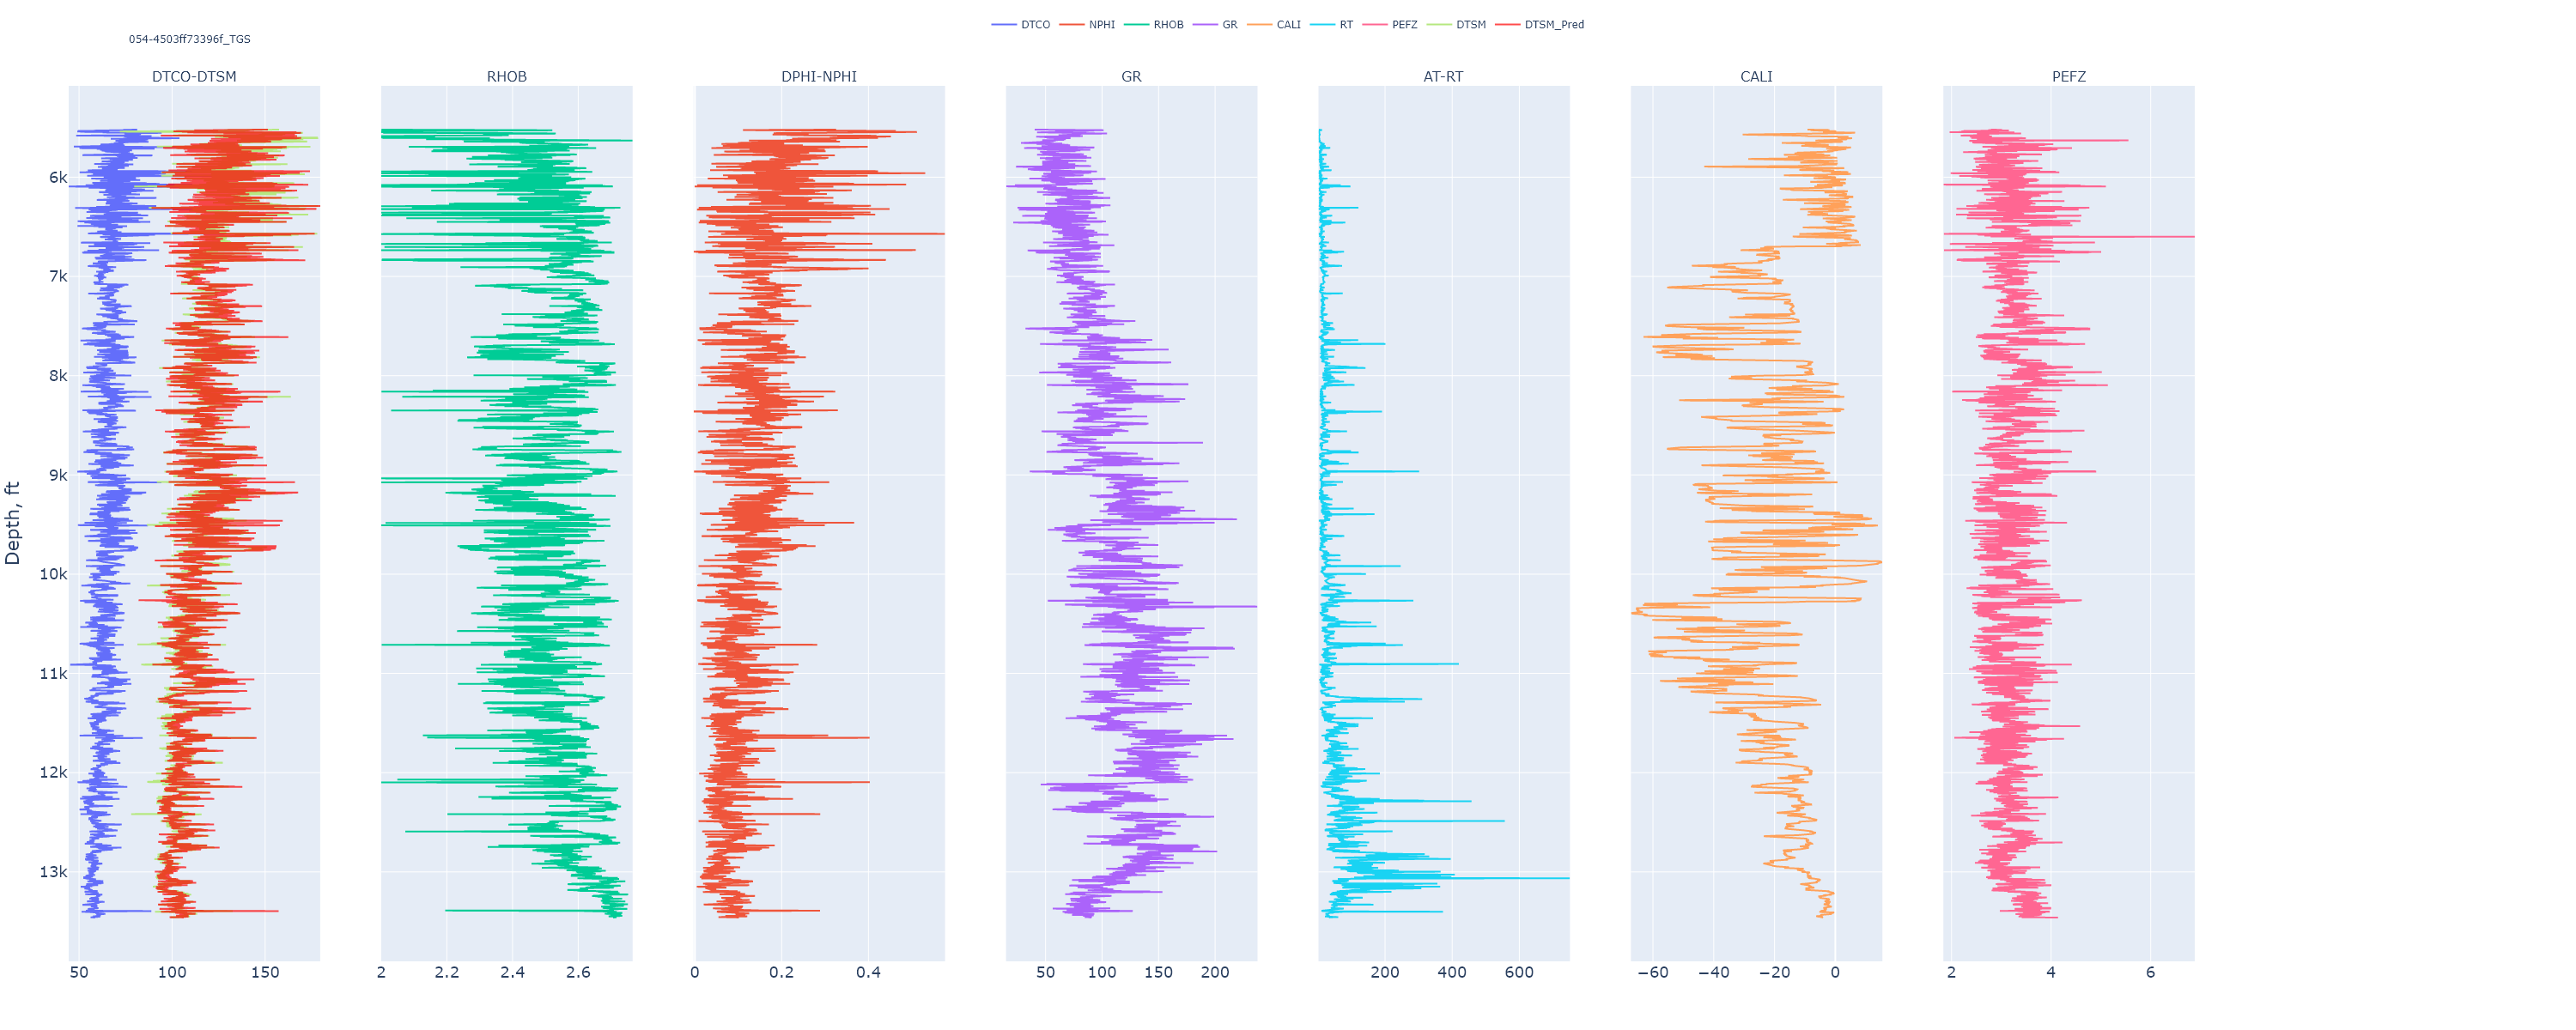 DTCO NPHI RHOB GR CALI RT PEFZ DTSM DTSM_Pred
054-4503ff73396f_TGS
DTCO-DTSM RHOB DPHI-NPHI GR AT-RT CALI PEFZ
6k
7k
8k
9k
Depth, ft
10k
11k
12k
13k
50 100 150 2 2.2 2.4 2.6 0 0.2 0.4 50 100 150 200 200 400 600 −60 −40 −20 0 2 4 6